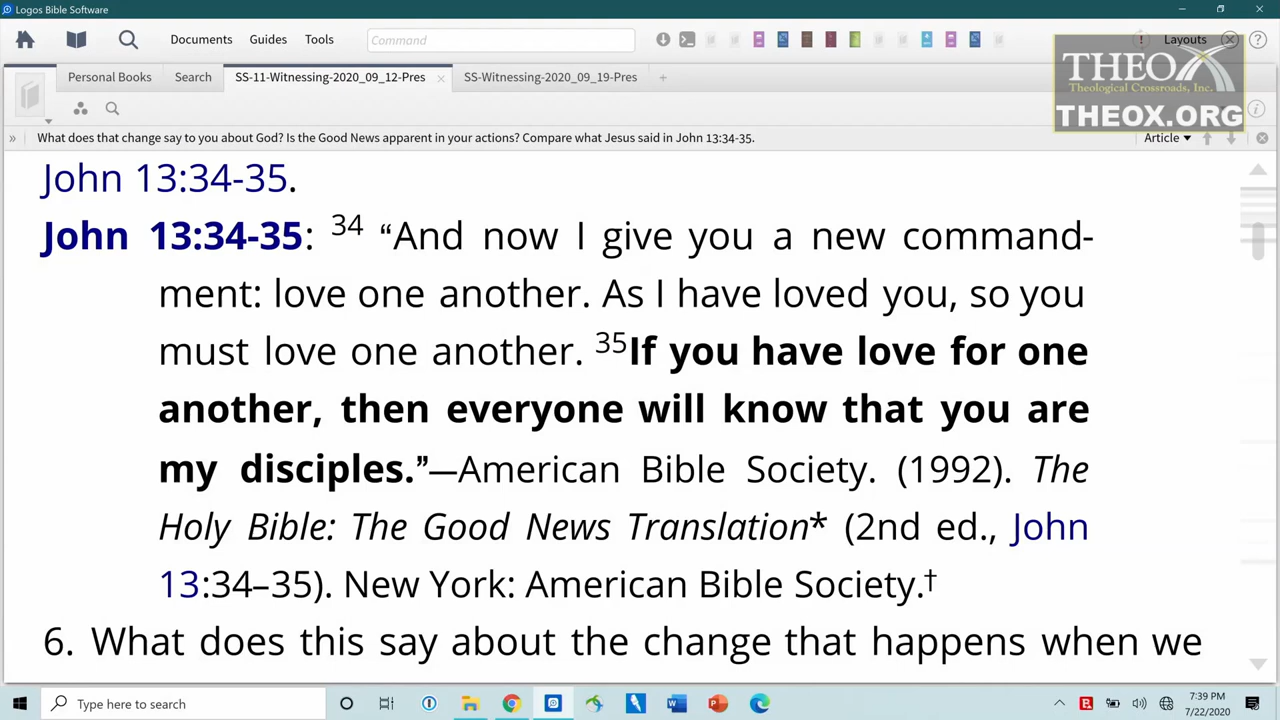 Logos Bible Software
Documents Guides Tools Command Layouts
THEOX
Theological Crossroads, Inc.
THEOX.ORG
Personal Books Search SS-11-Witnessing-2020_09_12-Pres SS-Witnessing-2020_09_19-Pres
What does that change say to you about God? Is the Good News apparent in your actions? Compare what Jesus said in John 13:34-35. Article
John 13:34-35.
John 13:34-35: 34 “And now I give you a new command-
ment: love one another. As I have loved you, so you
must love one another. 35If you have love for one
another, then everyone will know that you are
my disciples.”—American Bible Society. (1992). The
Holy Bible: The Good News Translation* (2nd ed., John
13:34–35). New York: American Bible Society.†
6. What does this say about the change that happens when we
Type here to search
7:39 PM
7/22/2020